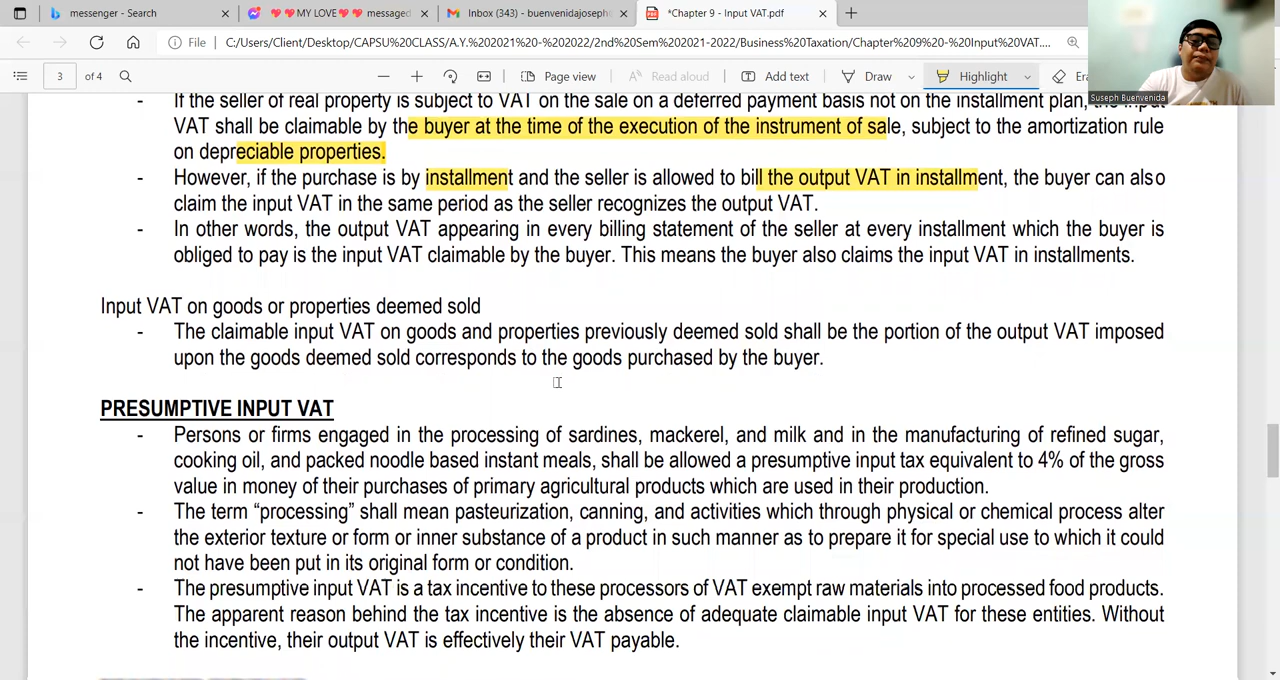 messenger - Search
❤️❤️MY LOVE❤️❤️ messaged
Inbox (343) - buenvenidajosephi
*Chapter 9 - Input VAT.pdf
File
C:/Users/Client/Desktop/CAPSU%20CLASS/A.Y.%202021%20-%202022/2nd%20Sem%202021-2022/Business%20Taxation/Chapter%209%20-%20Input%20VAT....
3
of 4
Page view
Read aloud
Add text
Draw
Highlight
Era
Suseph Buenvenida
- If the seller of real property is subject to VAT on the sale on a deferred payment basis not on the installment plan, the input
VAT shall be claimable by the buyer at the time of the execution of the instrument of sale, subject to the amortization rule
on depreciable properties.
- However, if the purchase is by installment and the seller is allowed to bill the output VAT in installment, the buyer can also
claim the input VAT in the same period as the seller recognizes the output VAT.
- In other words, the output VAT appearing in every billing statement of the seller at every installment which the buyer is
obliged to pay is the input VAT claimable by the buyer. This means the buyer also claims the input VAT in installments.
Input VAT on goods or properties deemed sold
- The claimable input VAT on goods and properties previously deemed sold shall be the portion of the output VAT imposed
upon the goods deemed sold corresponds to the goods purchased by the buyer.
PRESUMPTIVE INPUT VAT
- Persons or firms engaged in the processing of sardines, mackerel, and milk and in the manufacturing of refined sugar,
cooking oil, and packed noodle based instant meals, shall be allowed a presumptive input tax equivalent to 4% of the gross
value in money of their purchases of primary agricultural products which are used in their production.
- The term “processing” shall mean pasteurization, canning, and activities which through physical or chemical process alter
the exterior texture or form or inner substance of a product in such manner as to prepare it for special use to which it could
not have been put in its original form or condition.
- The presumptive input VAT is a tax incentive to these processors of VAT exempt raw materials into processed food products.
The apparent reason behind the tax incentive is the absence of adequate claimable input VAT for these entities. Without
the incentive, their output VAT is effectively their VAT payable.